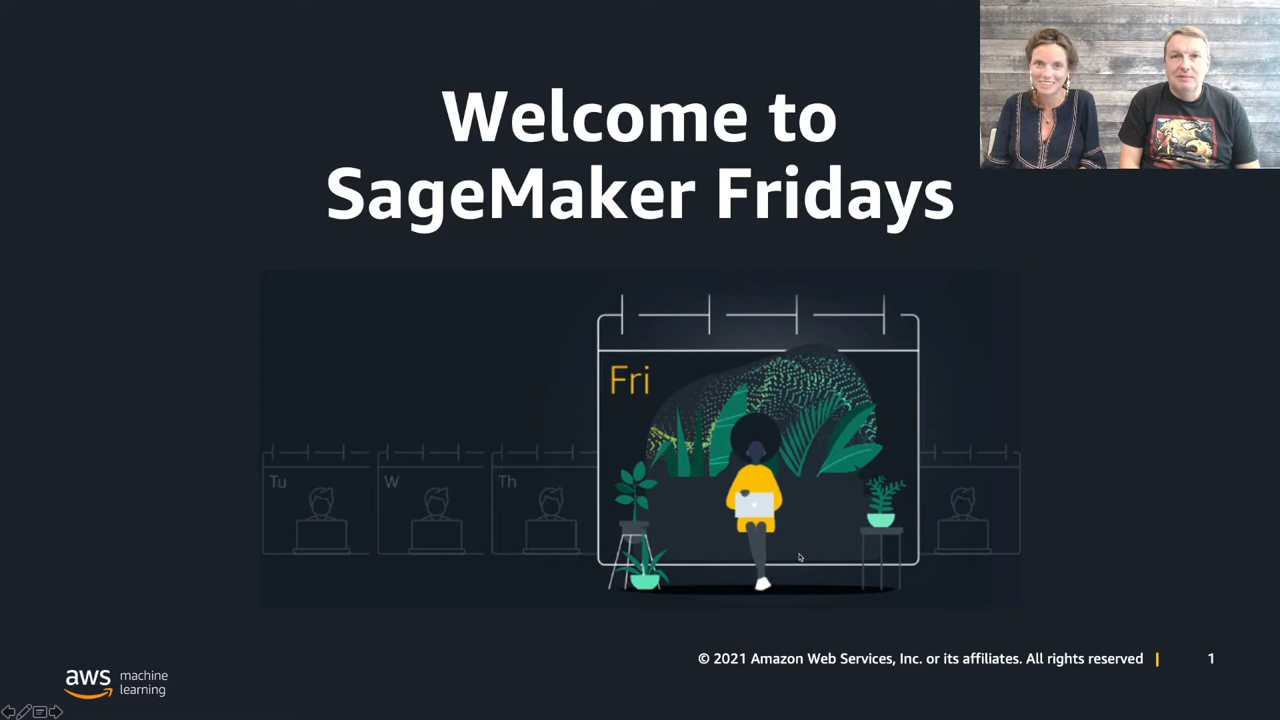 Welcome to
SageMaker Fridays
Fri
Tu
W
Th
© 2021 Amazon Web Services, Inc. or its affiliates. All rights reserved
1
aws
machine
learning